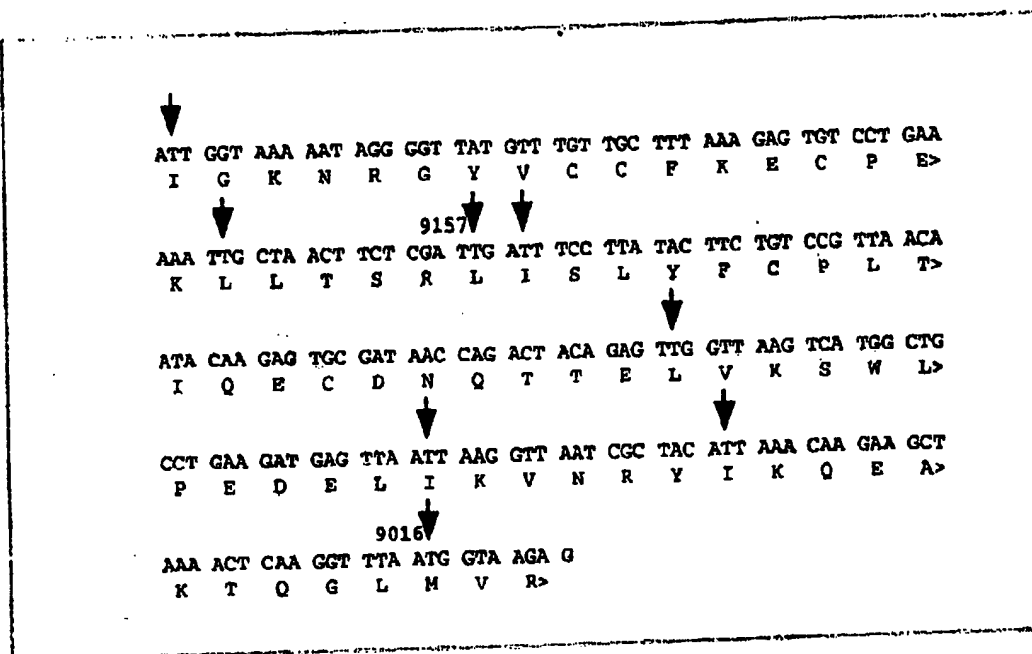 ATT GGT AAA AAT AGG GGT TAT GTT TGT TGC TTT AAA GAG TGT CCT GAA
I G K N R G Y V C C F K E C P E>
9157
AAA TTG CTA ACT TCT CGA TTG ATT TCC TTA TAC TTC TGT CCG TTA ACA
K L L T S R L I S L Y F C P L T>
ATA CAA GAG TGC GAT AAC CAG ACT ACA GAG TTG GTT AAG TCA TGG CTG
I Q E C D N Q T T E L V K S W L>
CCT GAA GAT GAG TTA ATT AAG GTT AAT CGC TAC ATT AAA CAA GAA GCT
P E D E L I K V N R Y I K Q E A>
9016
AAA ACT CAA GGT TTA ATG GTA AGA G
K T Q G L M V R>